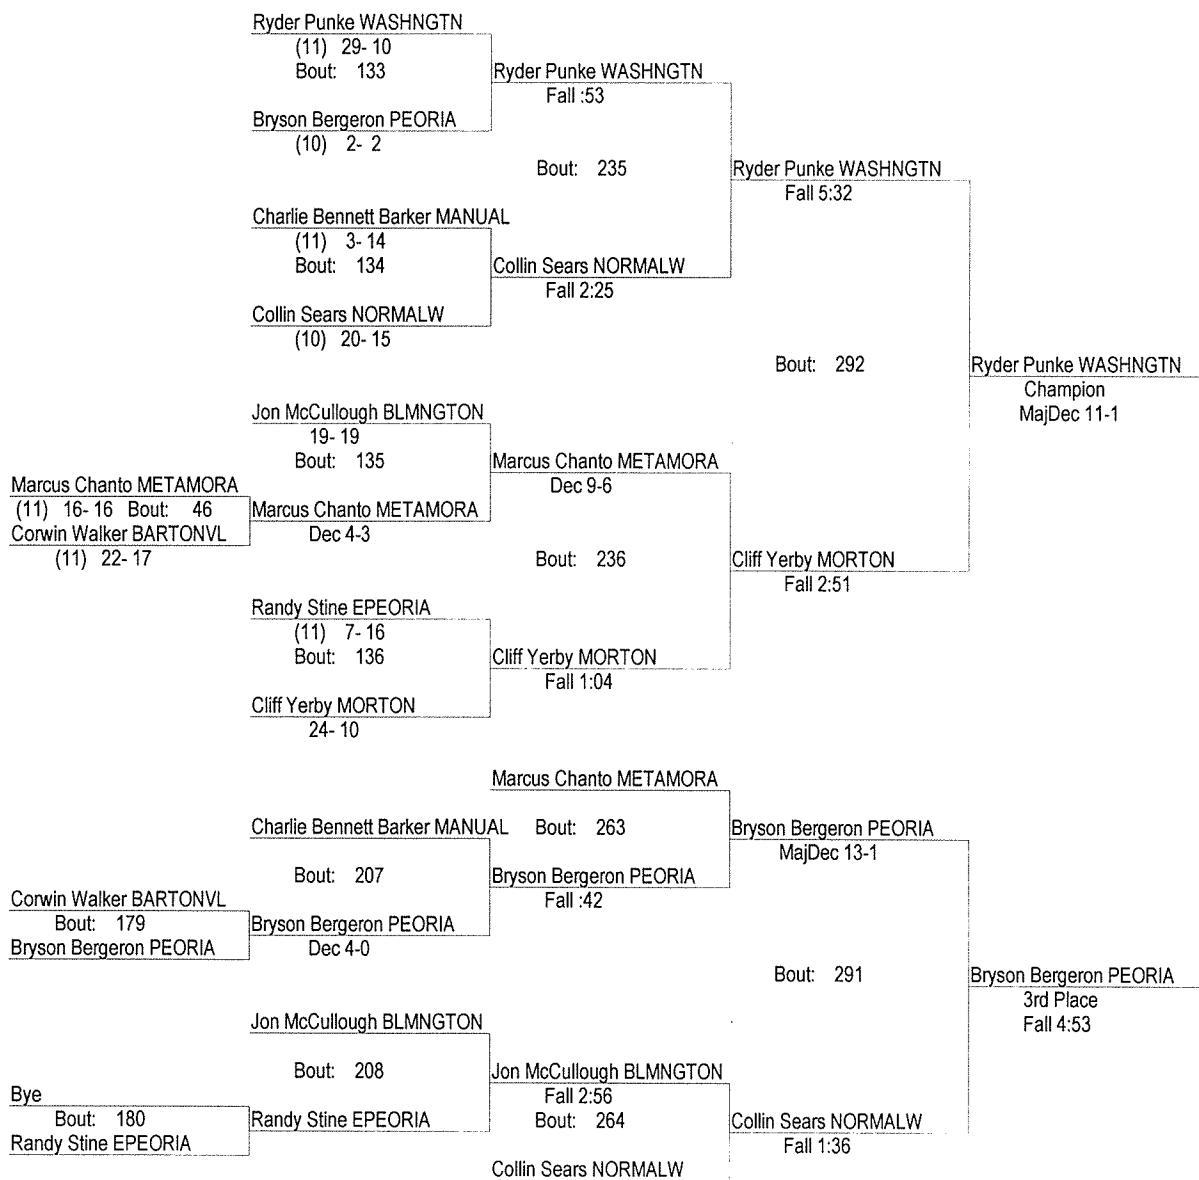 Ryder Punke WASHNGTN
(11) 29- 10
Bout: 133
Ryder Punke WASHNGTN
Fall :53
Bryson Bergeron PEORIA
(10) 2- 2
Bout: 235
Ryder Punke WASHNGTN
Fall 5:32
Charlie Bennett Barker MANUAL
(11) 3- 14
Bout: 134
Collin Sears NORMALW
Fall 2:25
Collin Sears NORMALW
(10) 20- 15
Bout: 292
Ryder Punke WASHNGTN
Champion
MajDec 11-1
Jon McCullough BLMNGTON
19- 19
Bout: 135
Marcus Chanto METAMORA
Dec 9-6
Marcus Chanto METAMORA
(11) 16- 16 Bout: 46
Marcus Chanto METAMORA
Dec 4-3
Corwin Walker BARTONVL
(11) 22- 17
Bout: 236
Cliff Yerby MORTON
Fall 2:51
Randy Stine EPEORIA
(11) 7- 16
Bout: 136
Cliff Yerby MORTON
Fall 1:04
Cliff Yerby MORTON
24- 10
Marcus Chanto METAMORA
Charlie Bennett Barker MANUAL
Bout: 263
Bryson Bergeron PEORIA
MajDec 13-1
Bout: 207
Bryson Bergeron PEORIA
Fall :42
Corwin Walker BARTONVL
Bout: 179
Bryson Bergeron PEORIA
Bryson Bergeron PEORIA
Dec 4-0
Bout: 291
Bryson Bergeron PEORIA
3rd Place
Fall 4:53
Jon McCullough BLMNGTON
Bout: 208
Jon McCullough BLMNGTON
Fall 2:56
Bye
Bout: 180
Randy Stine EPEORIA
Randy Stine EPEORIA
Bout: 264
Collin Sears NORMALW
Fall 1:36
Collin Sears NORMALW